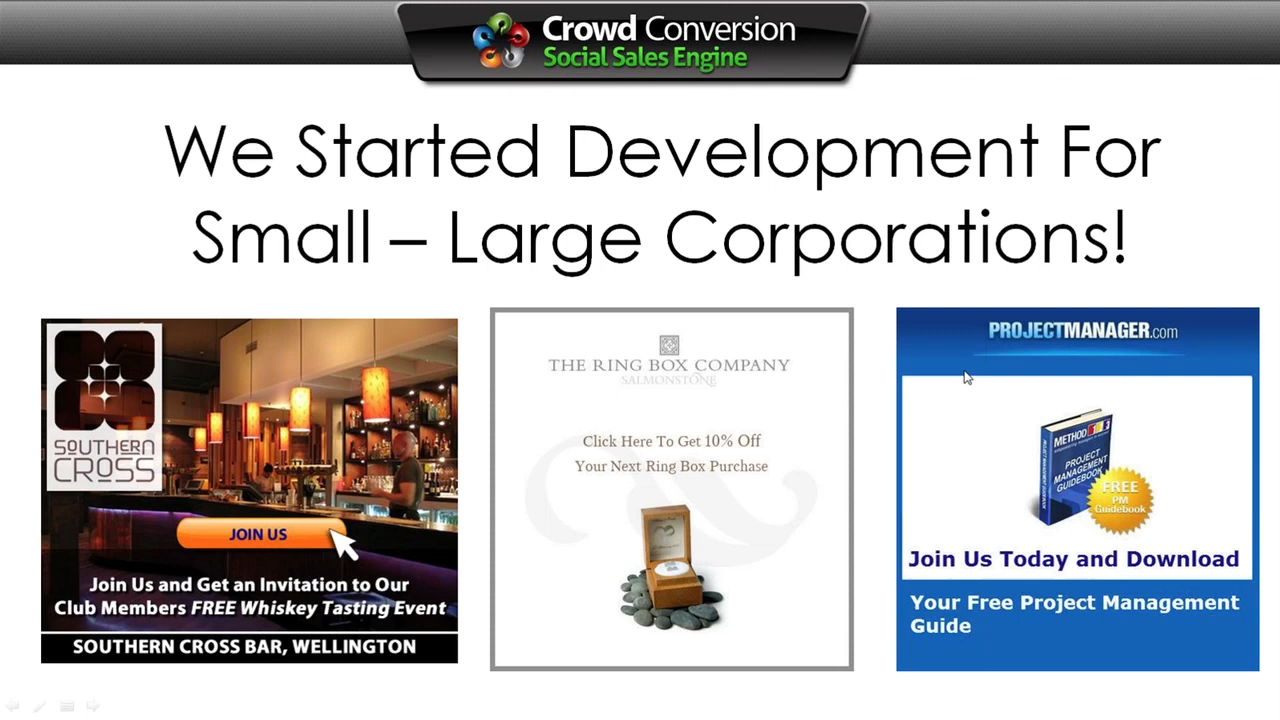 Crowd Conversion
Social Sales Engine
We Started Development For
Small – Large Corporations!
SOUTHERN
CROSS
JOIN US
Join Us and Get an Invitation to Our
Club Members FREE Whiskey Tasting Event
SOUTHERN CROSS BAR, WELLINGTON
THE RING BOX COMPANY
SALMONSTONE
Click Here To Get 10% Off
Your Next Ring Box Purchase
PROJECTMANAGER.com
METHOD123
PROJECT
MANAGEMENT
GUIDEBOOK
FREE
PM
Guidebook
Join Us Today and Download
Your Free Project Management
Guide